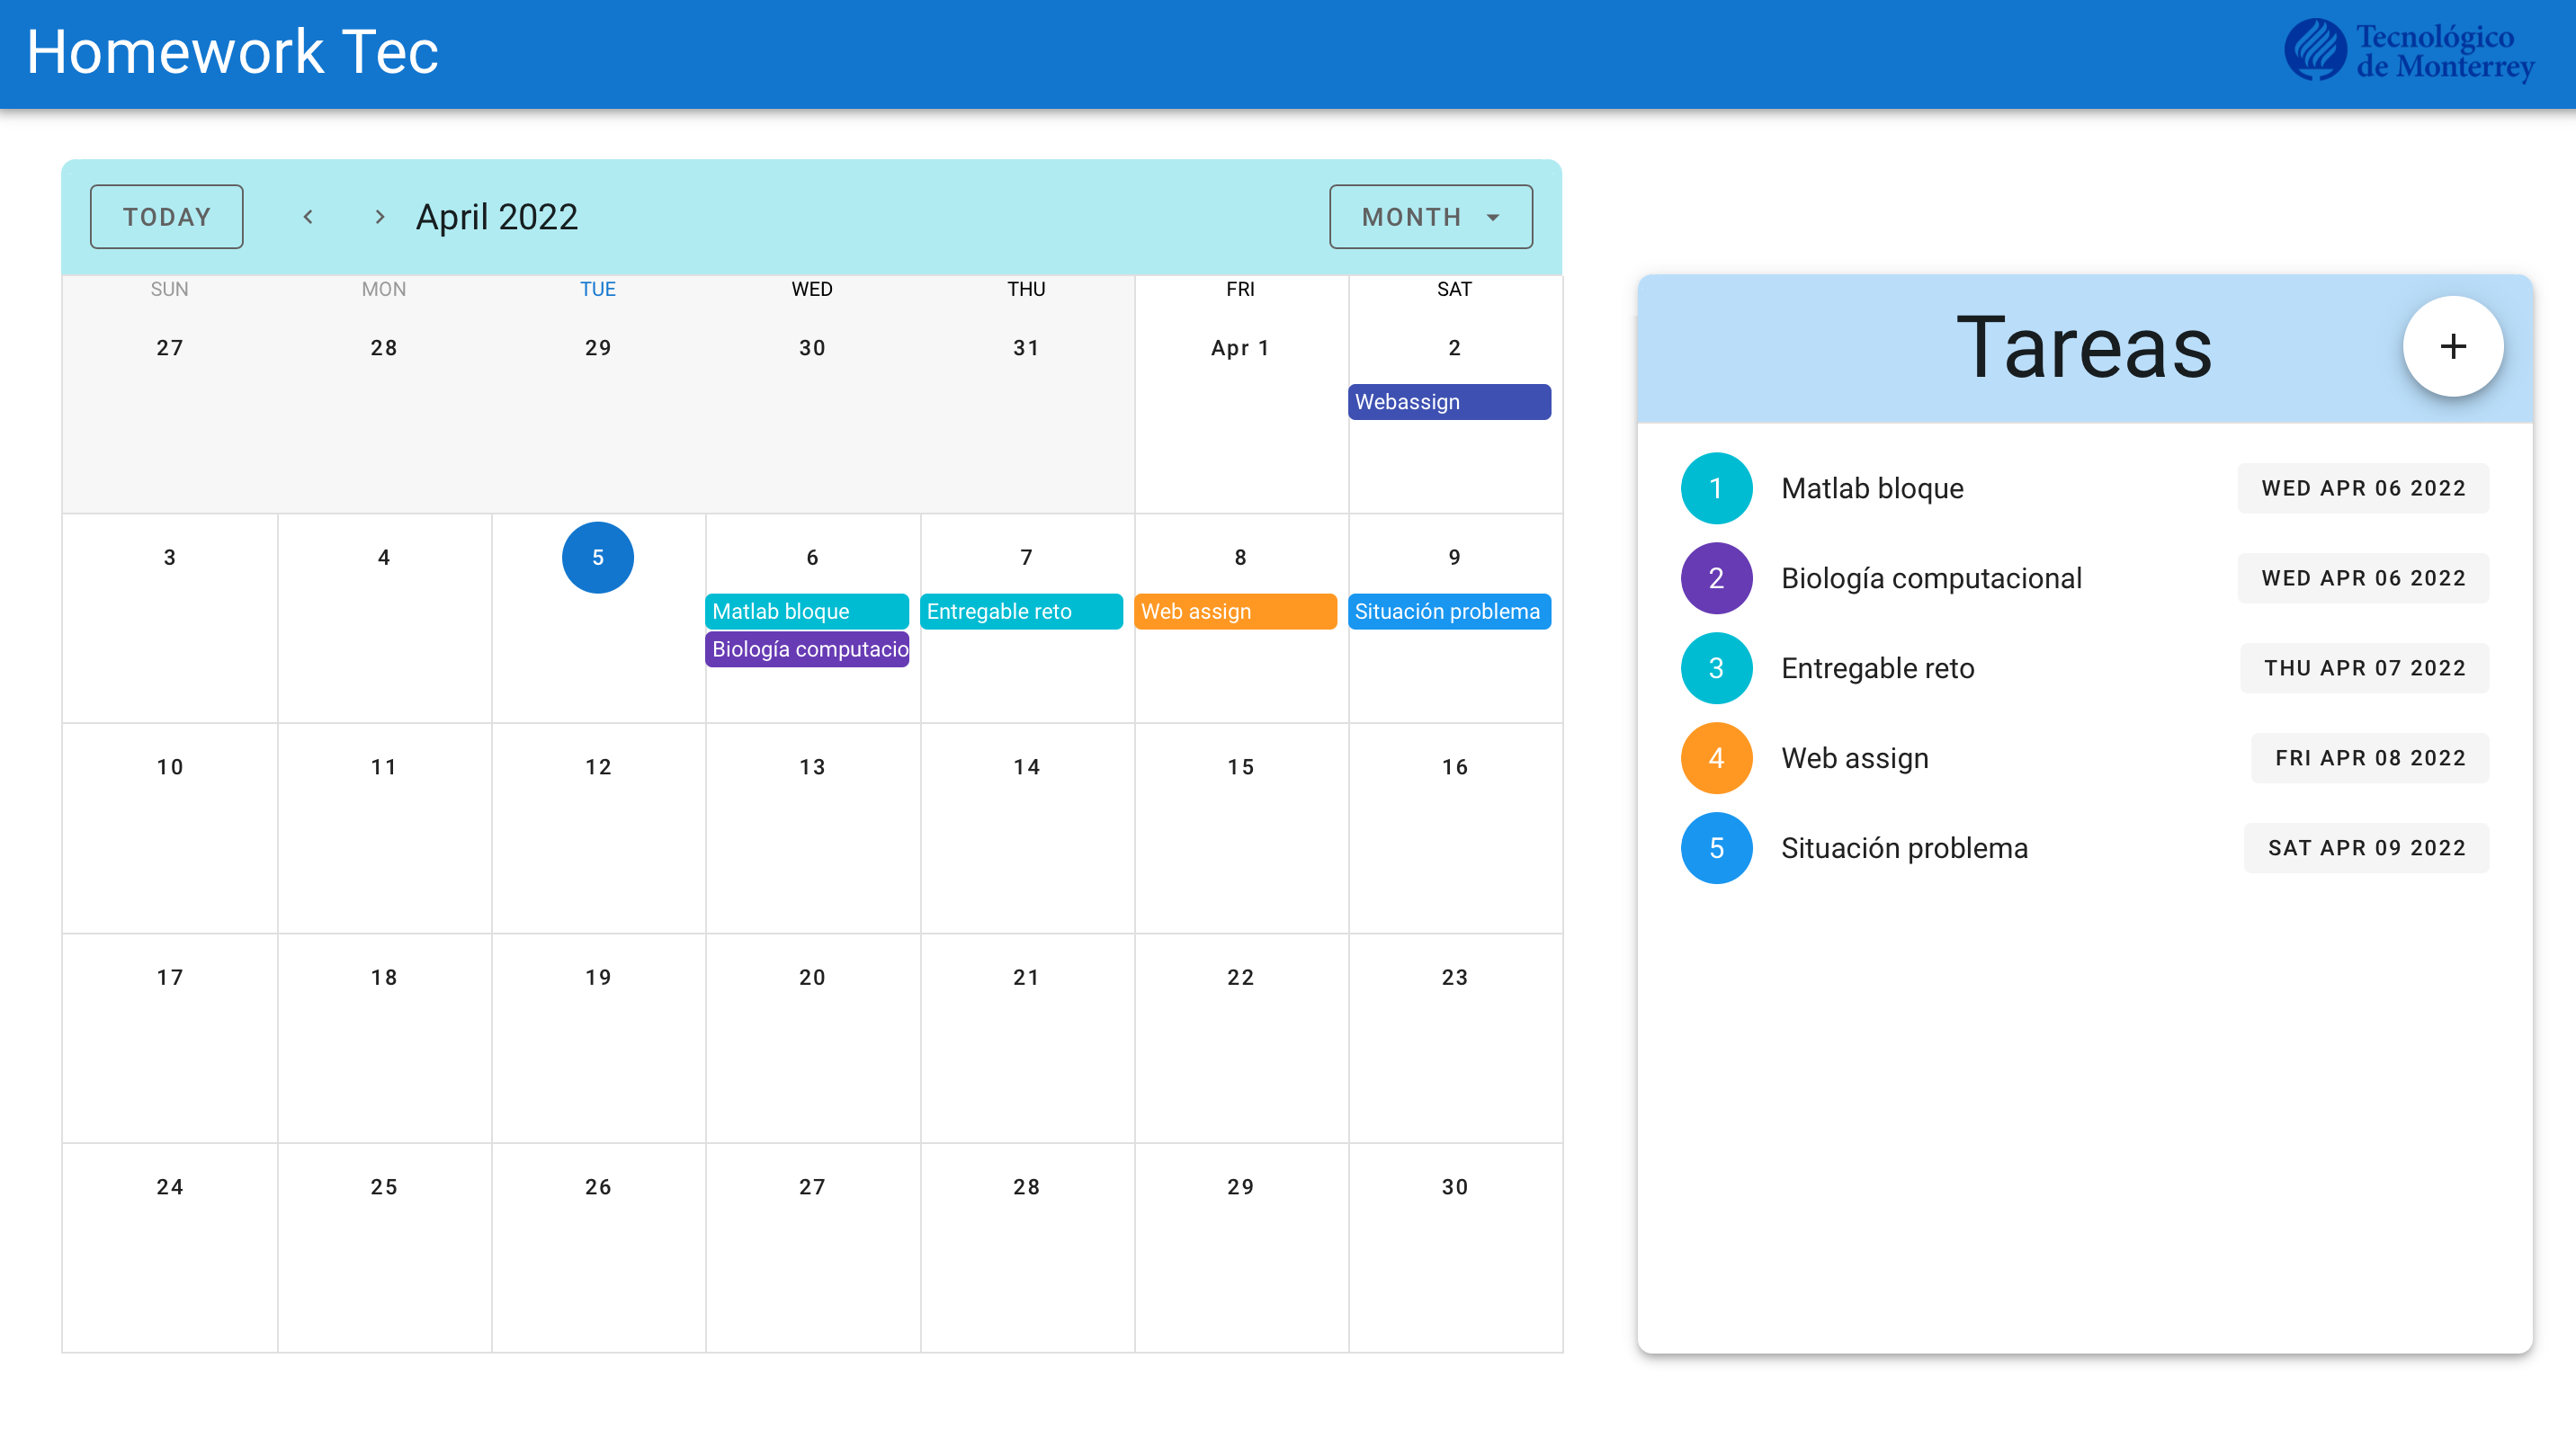 Homework Tec
Tecnológico
de Monterrey
TODAY
April 2022
MONTH
SUN MON TUE WED THU FRI SAT
27 28 29 30 31 Apr 1 2
Webassign
3 4 5 6 7 8 9
Matlab bloque Entregable reto Web assign Situación problema
Biología computacio
10 11 12 13 14 15 16
17 18 19 20 21 22 23
24 25 26 27 28 29 30
Tareas +
1 Matlab bloque WED APR 06 2022
2 Biología computacional WED APR 06 2022
3 Entregable reto THU APR 07 2022
4 Web assign FRI APR 08 2022
5 Situación problema SAT APR 09 2022